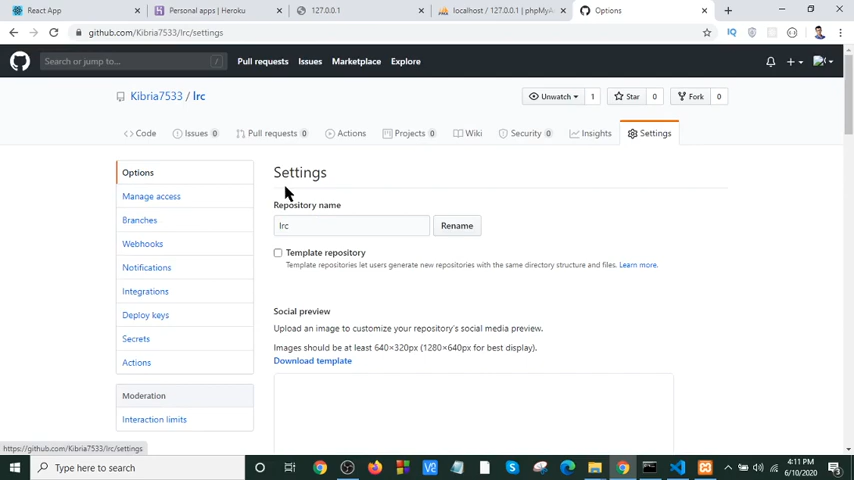 React App
Personal apps | Heroku
127.0.0.1
localhost / 127.0.0.1 | phpMyA
Options
github.com/Kibria7533/lrc/settings
Search or jump to...
/
Pull requests
Issues
Marketplace
Explore
Kibria7533 / lrc
Unwatch
1
Star
0
Fork
0
Code
Issues 0
Pull requests 0
Actions
Projects 0
Wiki
Security 0
Insights
Settings
Options
Manage access
Branches
Webhooks
Notifications
Integrations
Deploy keys
Secrets
Actions
Moderation
Interaction limits
Settings
Repository name
lrc
Rename
Template repository
Template repositories let users generate new repositories with the same directory structure and files. Learn more.
Social preview
Upload an image to customize your repository's social media preview.
Images should be at least 640×320px (1280×640px for best display).
Download template
https://github.com/Kibria7533/lrc/settings
Type here to search
4:11 PM
6/10/2020